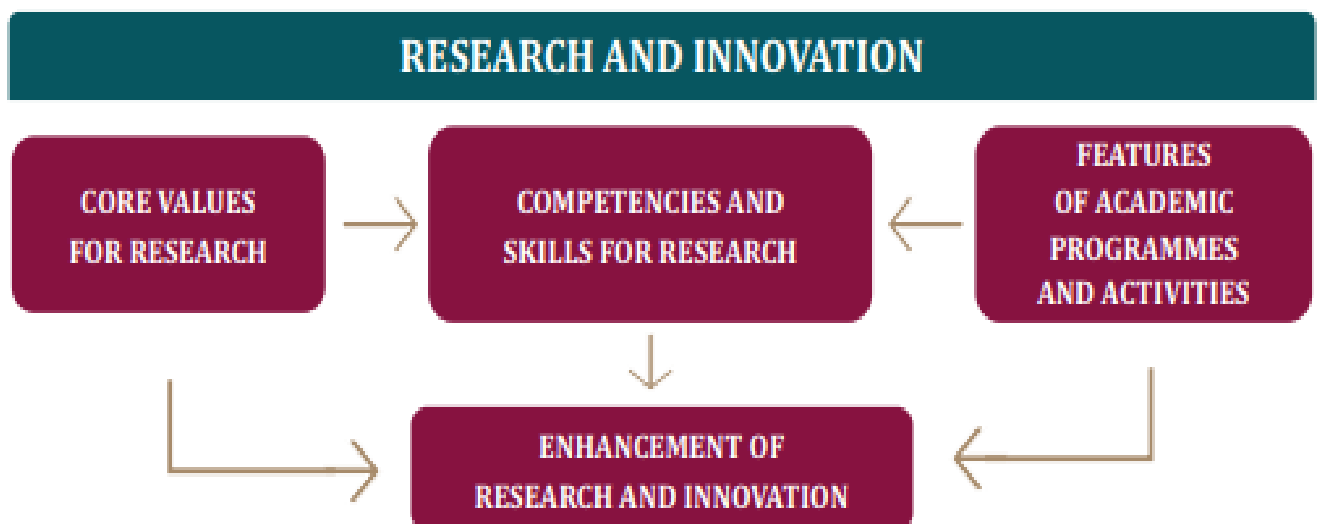 RESEARCH AND INNOVATION
CORE VALUES
FOR RESEARCH
COMPETENCIES AND
SKILLS FOR RESEARCH
FEATURES
OF ACADEMIC
PROGRAMMES
AND ACTIVITIES
ENHANCEMENT OF
RESEARCH AND INNOVATION